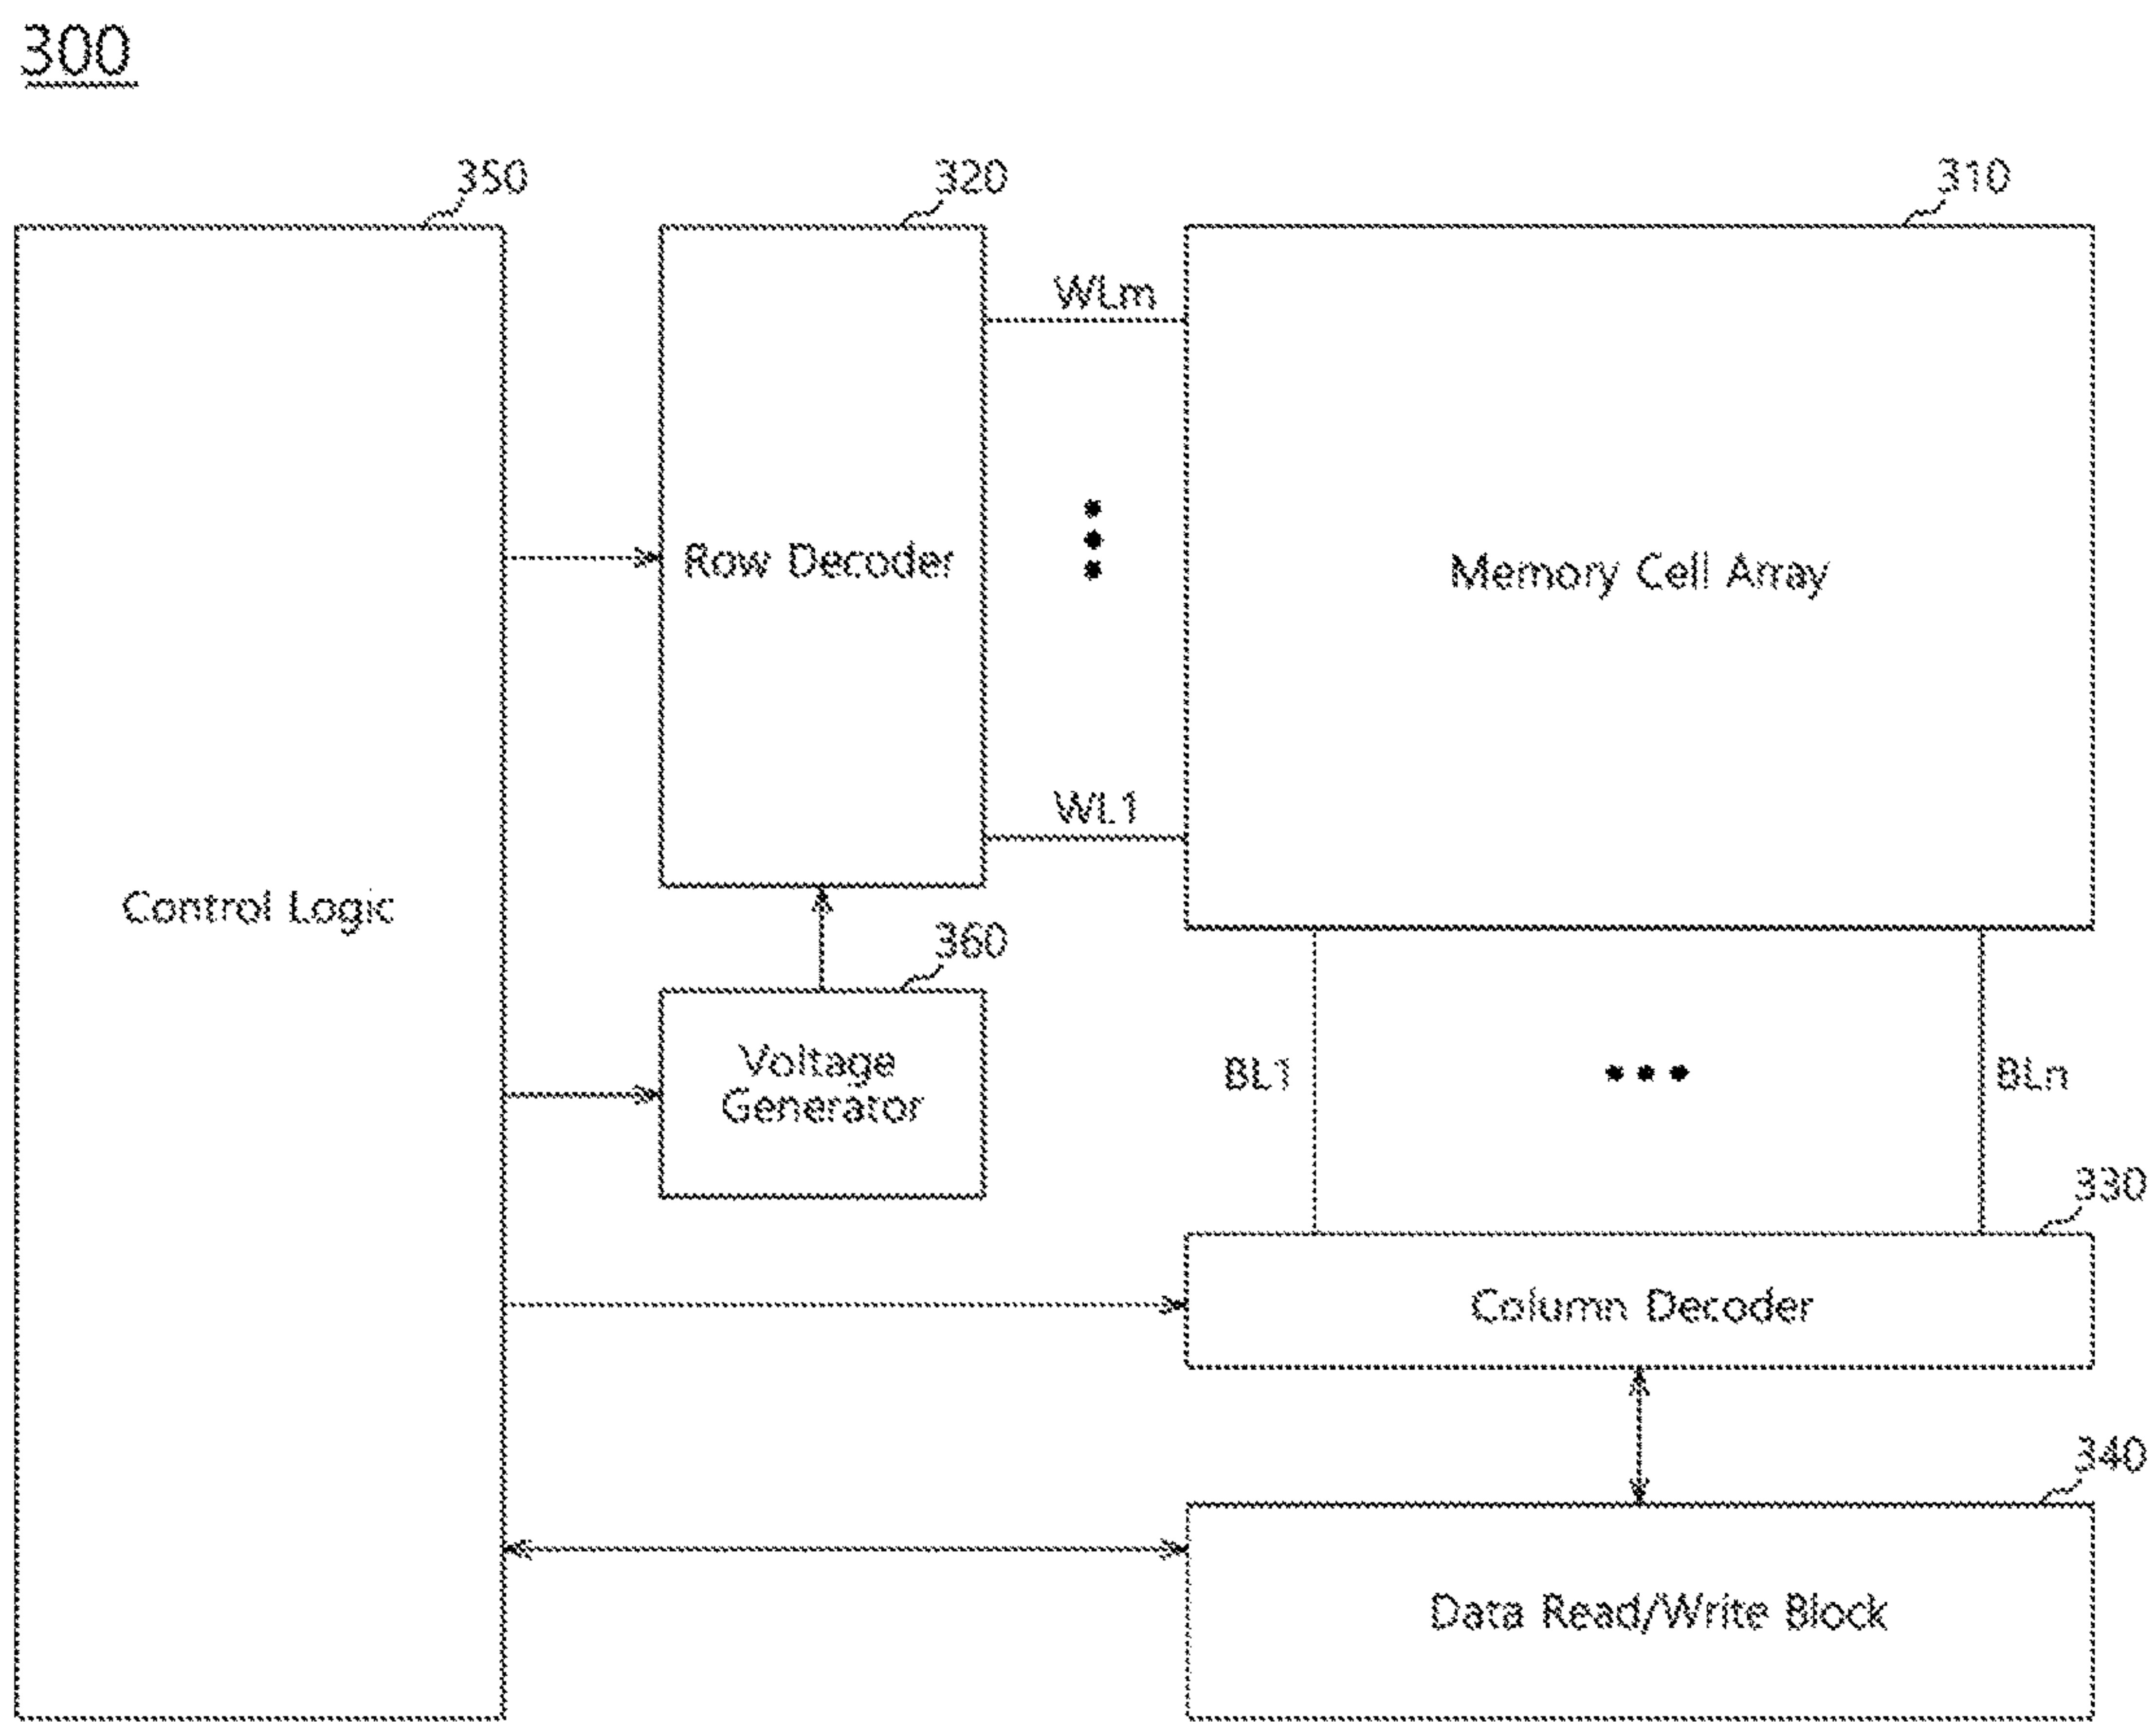 300
350
320
310
WLm
Row Decoder
Memory Cell Array
WL1
Control Logic
360
Voltage
Generator
BL1
BLn
330
Column Decoder
340
Data Read/Write Block